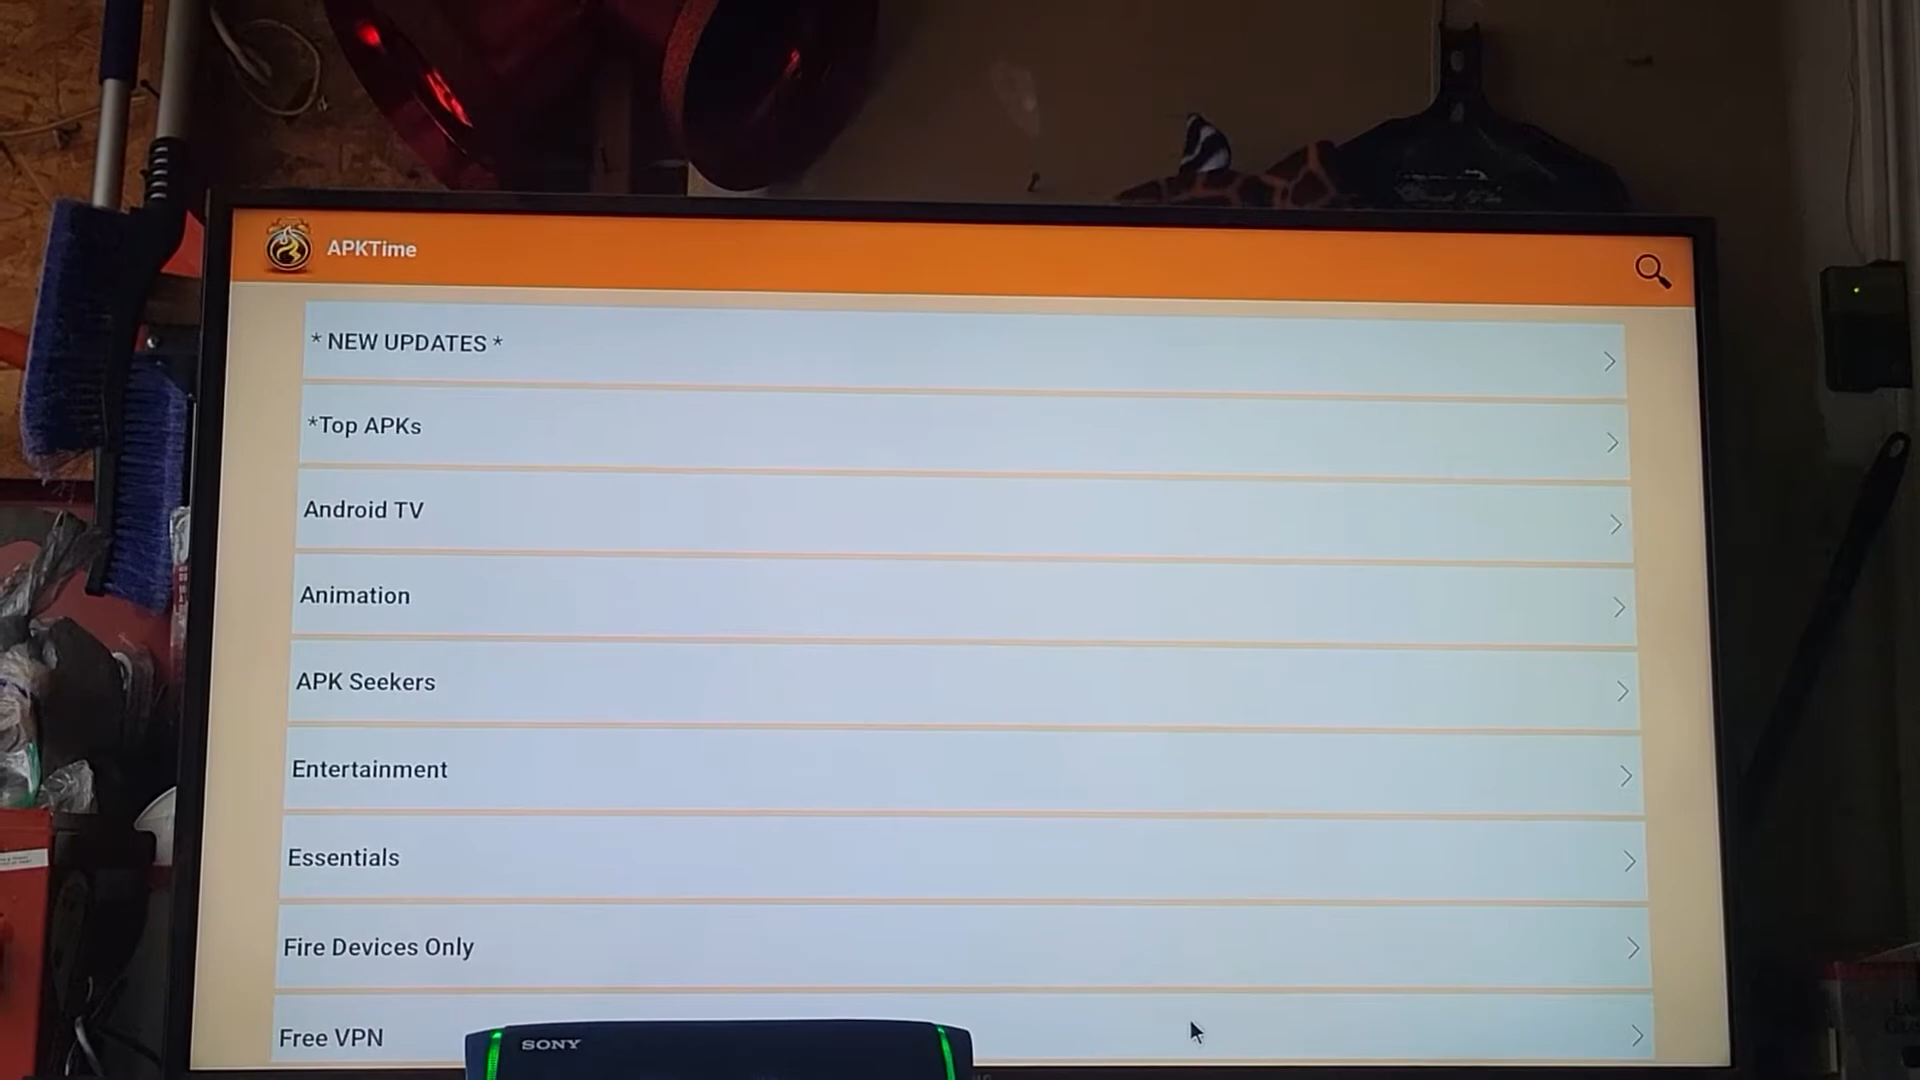 APKTime
* NEW UPDATES *
*Top APKs
Android TV
Animation
APK Seekers
Entertainment
Essentials
Fire Devices Only
Free VPN
SONY